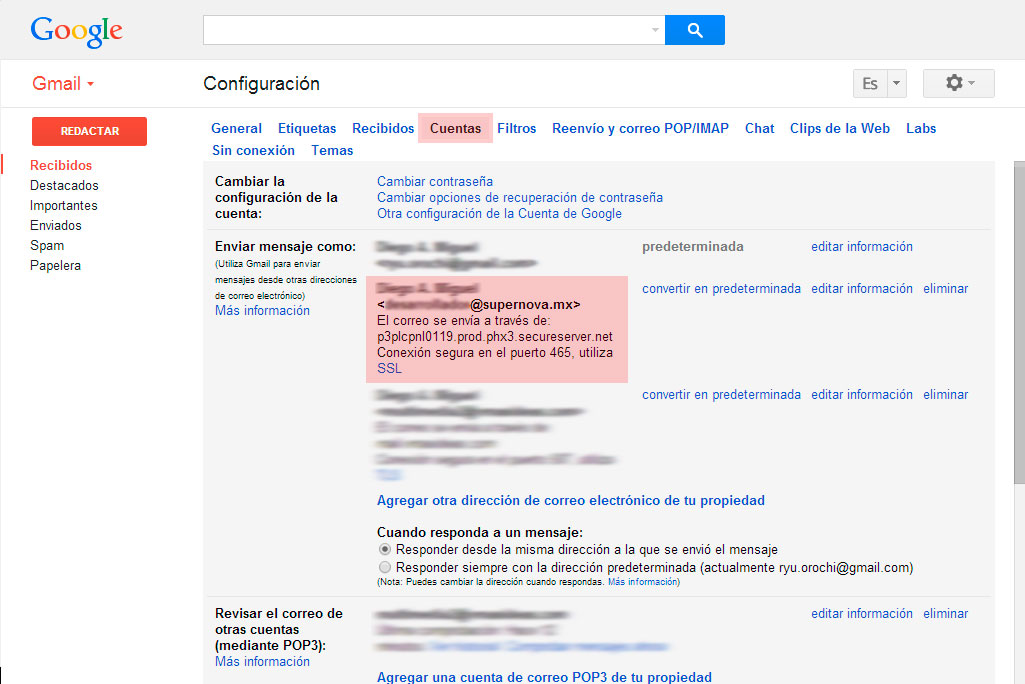 Google
Gmail
Configuración
Es
REDACTAR
General Etiquetas Recibidos Cuentas Filtros Reenvío y correo POP/IMAP Chat Clips de la Web Labs
Sin conexión Temas
Recibidos
Destacados
Importantes
Enviados
Spam
Papelera
Cambiar la
configuración de la
cuenta:
Cambiar contraseña
Cambiar opciones de recuperación de contraseña
Otra configuración de la Cuenta de Google
Enviar mensaje como:
(Utiliza Gmail para enviar
mensajes desde otras direcciones
de correo electrónico)
Más información
predeterminada editar información
@supernova.mx>
El correo se envía a través de:
p3plcpnl0119.prod.phx3.secureserver.net
Conexión segura en el puerto 465, utiliza
SSL
convertir en predeterminada editar información eliminar
convertir en predeterminada editar información eliminar
Agregar otra dirección de correo electrónico de tu propiedad
Cuando responda a un mensaje:
Responder desde la misma dirección a la que se envió el mensaje
Responder siempre con la dirección predeterminada (actualmente ryu.orochi@gmail.com)
(Nota: Puedes cambiar la dirección cuando respondas. Más información)
Revisar el correo de
otras cuentas
(mediante POP3):
Más información
editar información eliminar
Agregar una cuenta de correo POP3 de tu propiedad